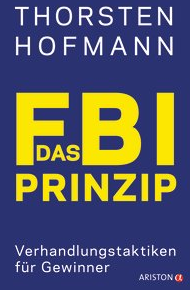 THORSTEN
HOFMANN
DAS
FBI
PRINZIP
Verhandlungstaktiken
für Gewinner
ARISTON α